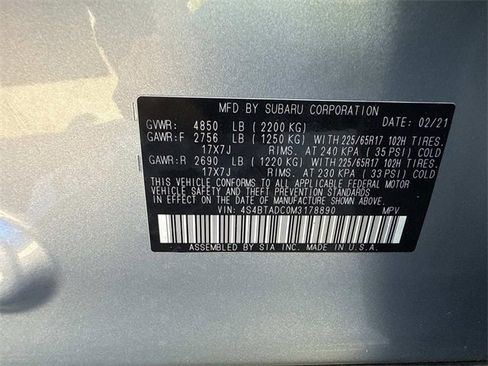 MFD BY SUBARU CORPORATION DATE: 02/21
GVWR: 4850 LB (2200 KG)
GAWR:F 2756 LB (1250 KG) WITH 225/65R17 102H TIRES,
17X7J RIMS, AT 240 KPA (35 PSI) COLD
GAWR:R 2690 LB (1220 KG) WITH 225/65R17 102H TIRES,
17X7J RIMS, AT 230 KPA (33 PSI) COLD
THIS VEHICLE CONFORMS TO ALL APPLICABLE FEDERAL MOTOR
VEHICLE SAFETY, BUMPER, AND THEFT PREVENTION STANDARDS
IN EFFECT ON THE DATE OF MANUFACTURE SHOWN ABOVE.
VIN: 4S4BTADC0M3178890 MPV
ASSEMBLED BY SIA INC. MADE IN U.S.A.